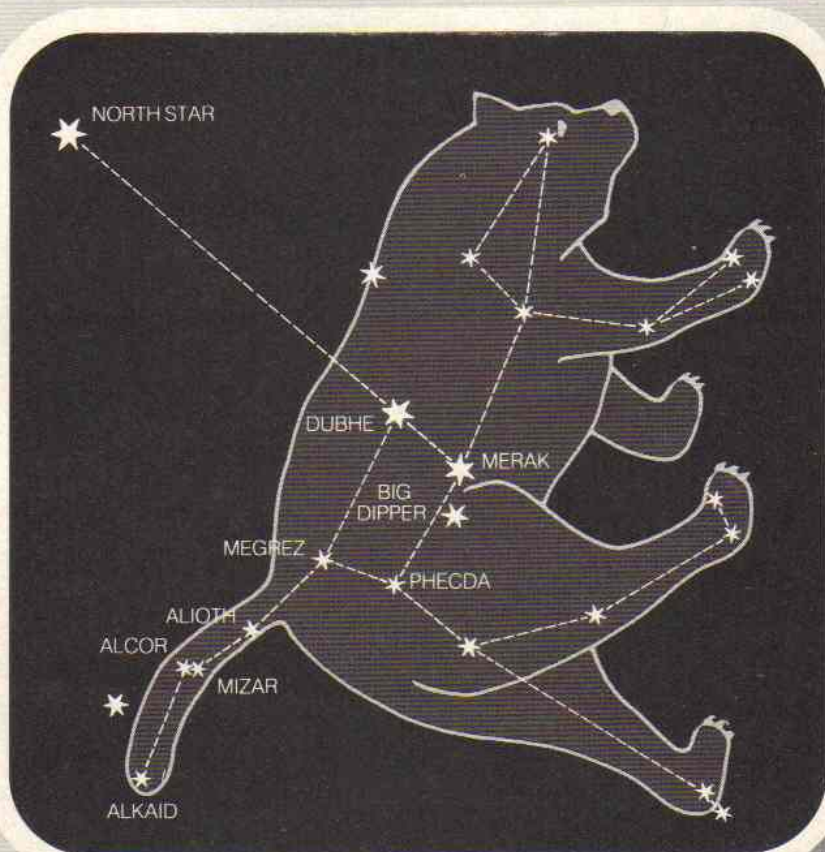 NORTH STAR
DUBHE
MERAK
BIG
DIPPER
MEGREZ
PHECDA
ALIOTH
ALCOR
MIZAR
ALKAID